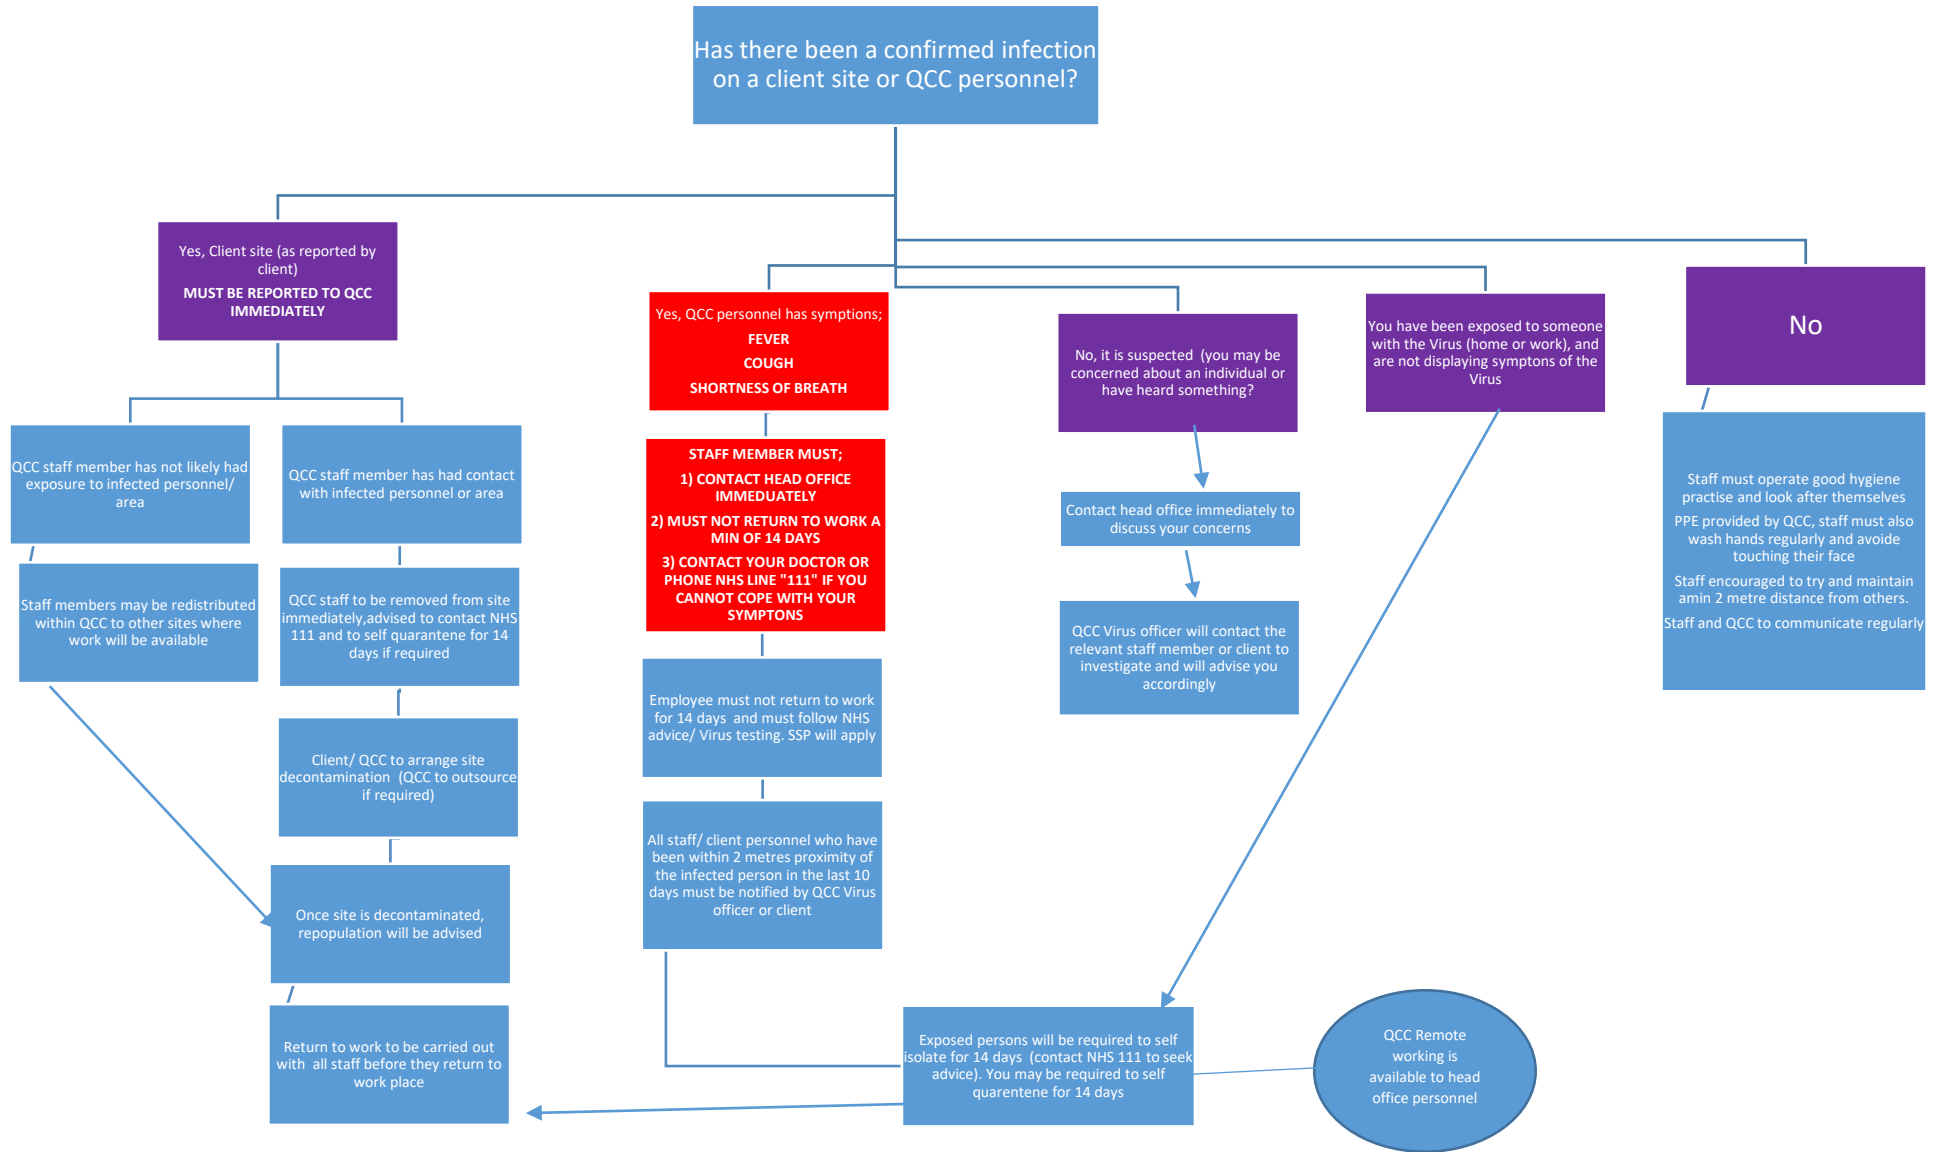 Has there been a confirmed infection
on a client site or QCC personnel?
Yes, Client site (as reported by
client)
MUST BE REPORTED TO QCC
IMMEDIATELY
QCC staff member has not likely had
exposure to infected personnel/
area
Staff members may be redistributed
within QCC to other sites where
work will be available
QCC staff member has had contact
with infected personnel or area
QCC staff to be removed from site
immediately,advised to contact NHS
111 and to self quarantene for 14
days if required
Client/ QCC to arrange site
decontamination (QCC to outsource
if required)
Once site is decontaminated,
repopulation will be advised
Return to work to be carried out
with all staff before they return to
work place
Yes, QCC personnel has symptoms;
FEVER
COUGH
SHORTNESS OF BREATH
STAFF MEMBER MUST;
1) CONTACT HEAD OFFICE
IMMEDUATELY
2) MUST NOT RETURN TO WORK A
MIN OF 14 DAYS
3) CONTACT YOUR DOCTOR OR
PHONE NHS LINE "111" IF YOU
CANNOT COPE WITH YOUR
SYMPTONS
Employee must not return to work
for 14 days and must follow NHS
advice/ Virus testing. SSP will apply
All staff/ client personnel who have
been within 2 metres proximity of
the infected person in the last 10
days must be notified by QCC Virus
officer or client
No, it is suspected (you may be
concerned about an individual or
have heard something?
Contact head office immediately to
discuss your concerns
QCC Virus officer will contact the
relevant staff member or client to
investigate and will advise you
accordingly
You have been exposed to someone
with the Virus (home or work), and
are not displaying symptons of the
Virus
Exposed persons will be required to self
isolate for 14 days (contact NHS 111 to seek
advice). You may be required to self
quarentene for 14 days
QCC Remote
working is
available to head
office personnel
No
Staff must operate good hygiene
practise and look after themselves
PPE provided by QCC, staff must also
wash hands regularly and avoide
touching their face
Staff encouraged to try and maintain
amin 2 metre distance from others.
Staff and QCC to communicate regularly